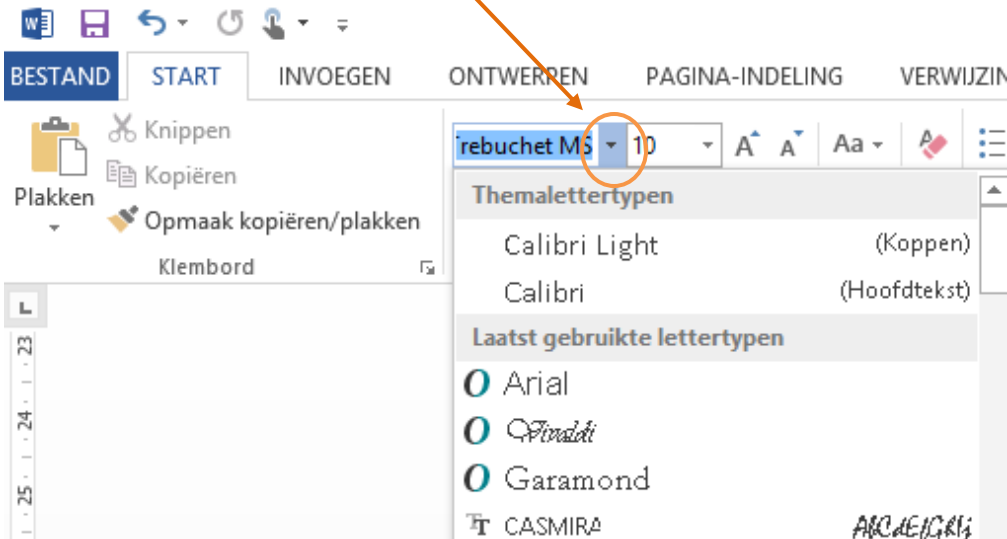 BESTAND START INVOEGEN ONTWERPEN PAGINA-INDELING
Knippen
Kopiëren
Plakken
Opmaak kopiëren/plakken
Klembord
Trebuchet MS 10 A A Aa
Themalettertypen
Calibri Light (Koppen)
Calibri (Hoofdtekst)
Laatst gebruikte lettertypen
O Arial
O Vivaldi
O Garamond
Tr CASMIRA
23
24
25